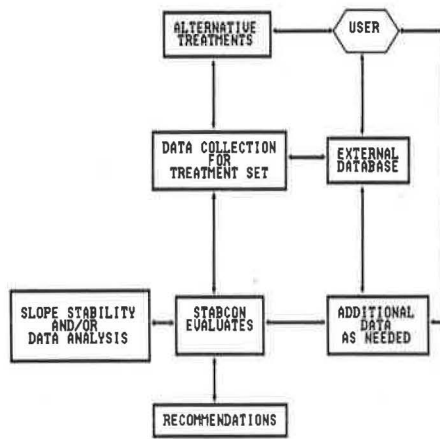 ALTERNATIVE
TREATMENTS
USER
DATA COLLECTION
FOR
TREATMENT SET
EXTERNAL
DATABASE
SLOPE STABILITY
AND/OR
DATA ANALYSIS
STABCON
EVALUATES
ADDITIONAL
DATA
AS NEEDED
RECOMMENDATIONS